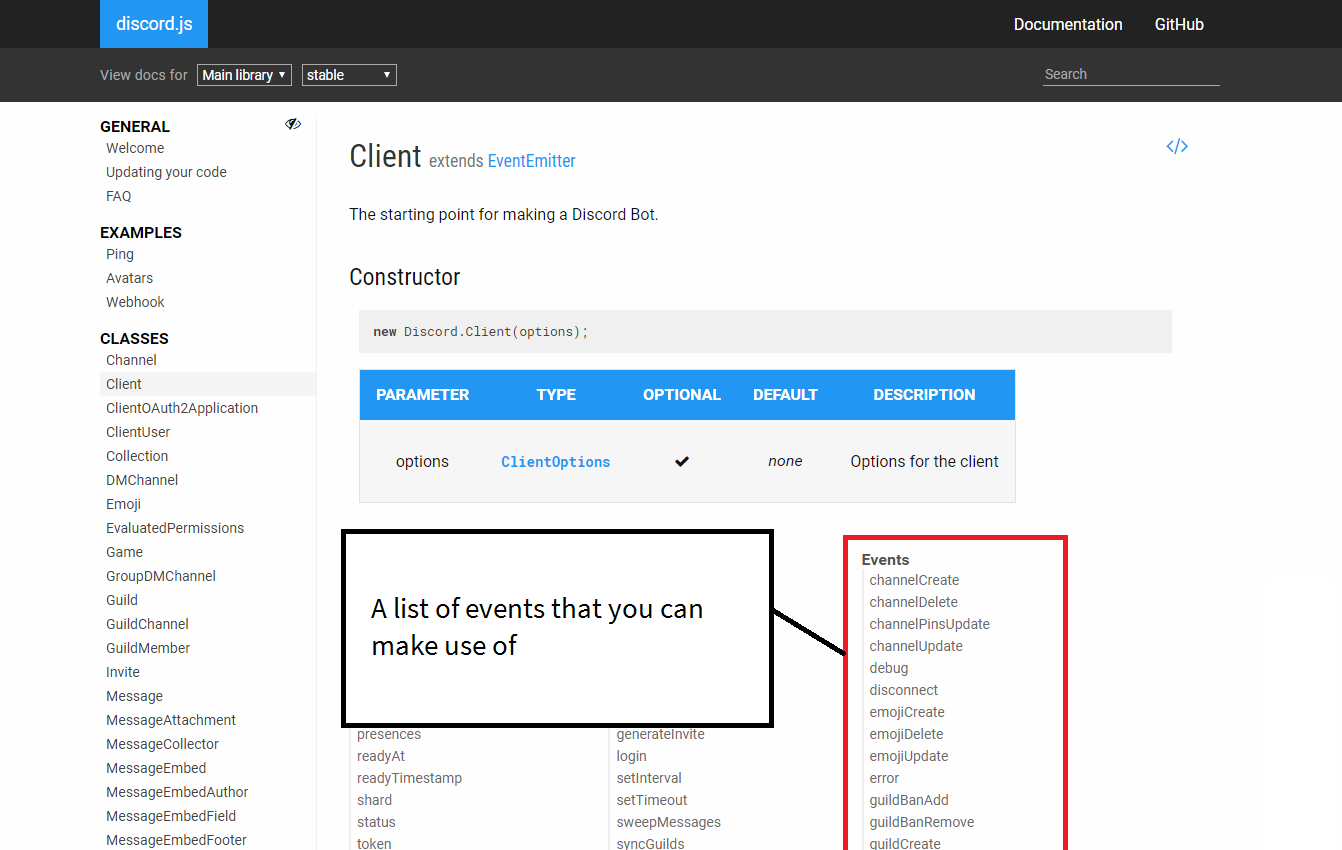 discord.js
Documentation
GitHub
View docs for
Main library
stable
Search
GENERAL
Welcome
Updating your code
FAQ
EXAMPLES
Ping
Avatars
Webhook
CLASSES
Channel
Client
ClientOAuth2Application
ClientUser
Collection
DMChannel
Emoji
EvaluatedPermissions
Game
GroupDMChannel
Guild
GuildChannel
GuildMember
Invite
Message
MessageAttachment
MessageCollector
MessageEmbed
MessageEmbedAuthor
MessageEmbedField
MessageEmbedFooter
Client extends EventEmitter
</>
The starting point for making a Discord Bot.
Constructor
new Discord.Client(options);
PARAMETER TYPE OPTIONAL DEFAULT DESCRIPTION
options ClientOptions ✔ none Options for the client
A list of events that you can
make use of
presences
readyAt
readyTimestamp
shard
status
token
generateInvite
login
setInterval
setTimeout
sweepMessages
syncGuilds
Events
channelCreate
channelDelete
channelPinsUpdate
channelUpdate
debug
disconnect
emojiCreate
emojiDelete
emojiUpdate
error
guildBanAdd
guildBanRemove
guildCreate